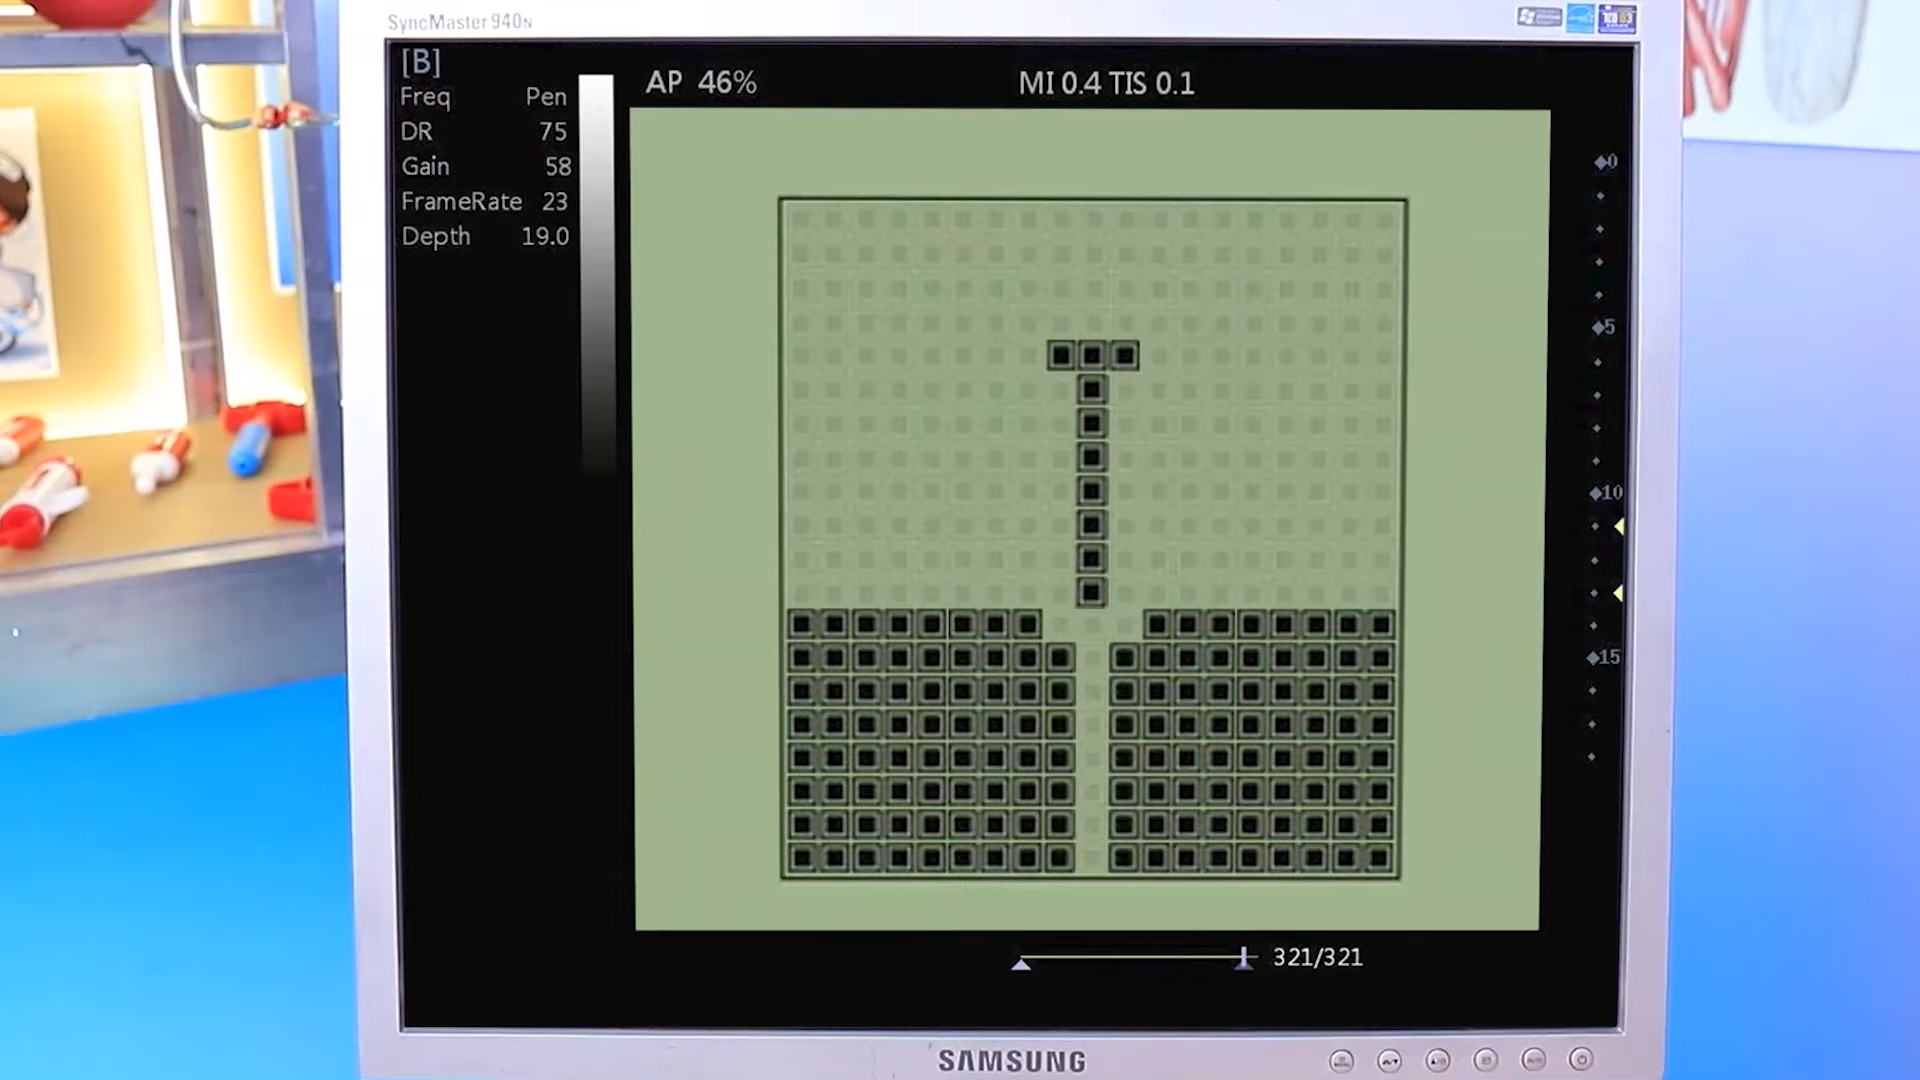 SyncMaster 940N
[B]
AP 46%
MI 0.4 TIS 0.1
Freq Pen
DR 75
Gain 58
FrameRate 23
Depth 19.0
0
5
10
15
321/321
SAMSUNG